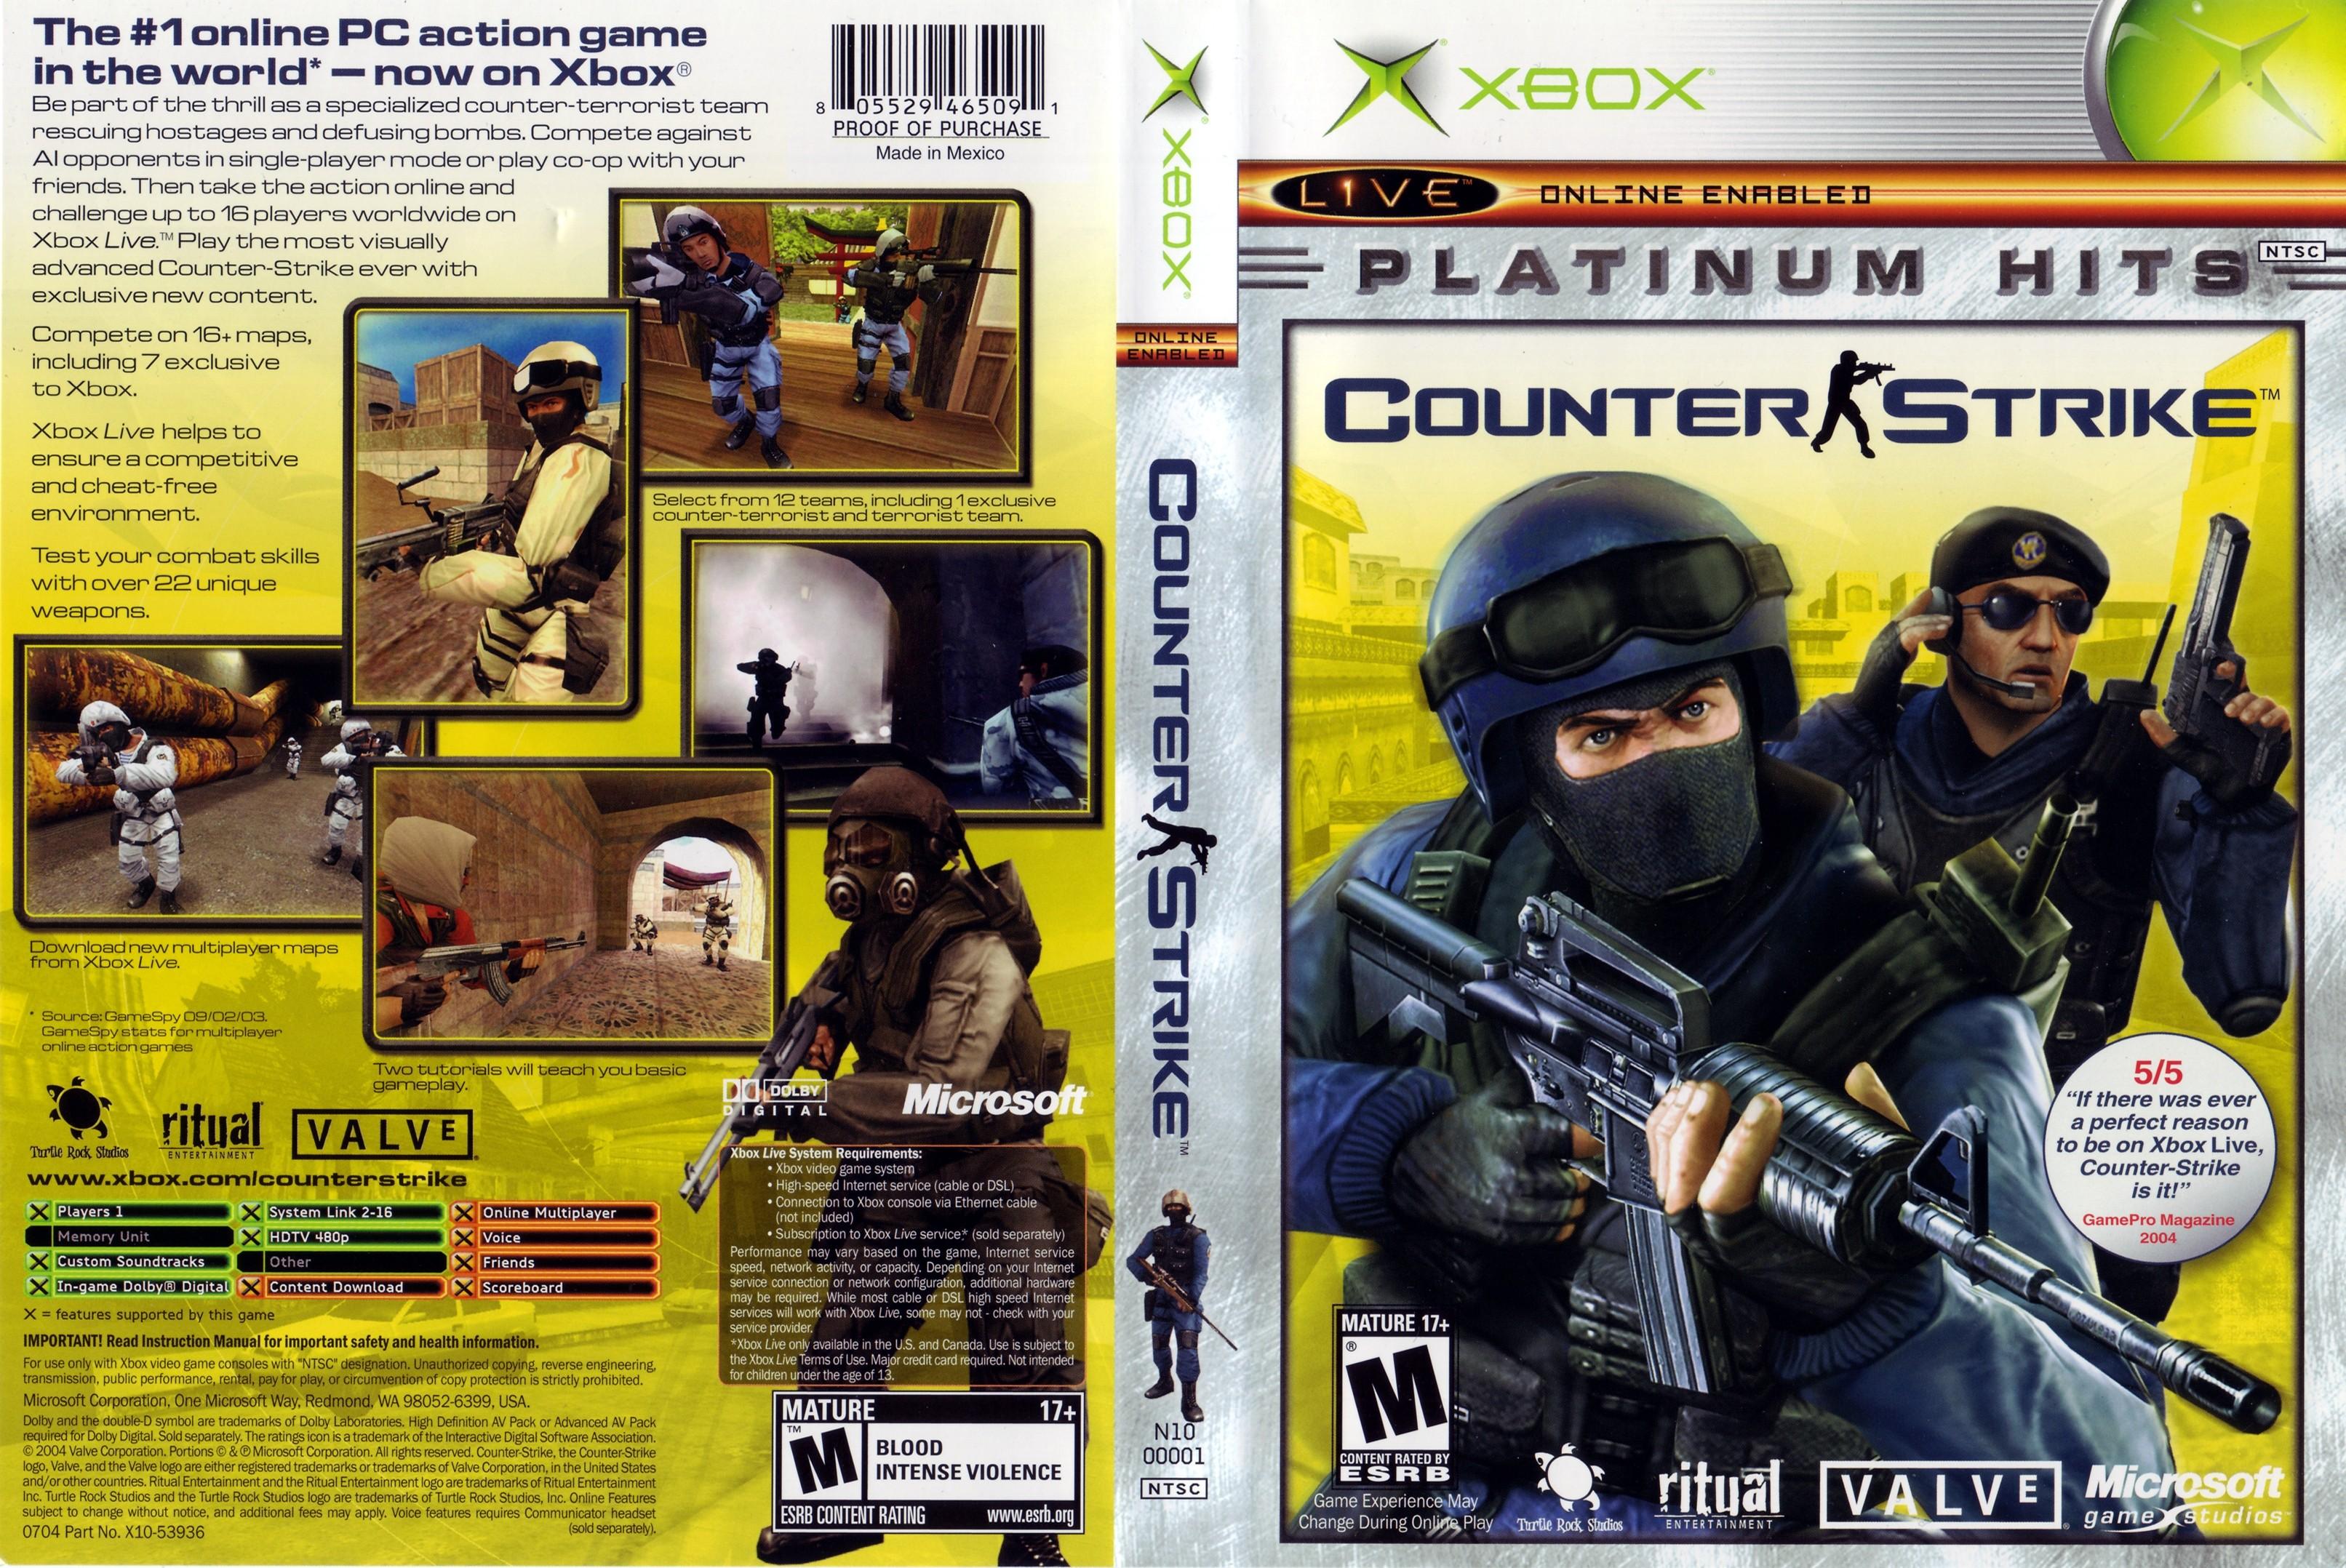 The #1 online PC action game
in the world* — now on Xbox®
Be part of the thrill as a specialized counter-terrorist team
rescuing hostages and defusing bombs. Compete against
AI opponents in single-player mode or play co-op with your
friends. Then take the action online and
challenge up to 16 players worldwide on
Xbox Live.™ Play the most visually
advanced Counter-Strike ever with
exclusive new content.
Compete on 16+ maps,
including 7 exclusive
to Xbox.
Xbox Live helps to
ensure a competitive
and cheat-free
environment.
Test your combat skills
with over 22 unique
weapons.
8 05529 46509 1
PROOF OF PURCHASE
Made in Mexico
Select from 12 teams, including 1 exclusive
counter-terrorist and terrorist team.
Download new multiplayer maps
from Xbox Live.
* Source: GameSpy 09/02/03.
GameSpy stats for multiplayer
online action games
Two tutorials will teach you basic
gameplay.
Turtle Rock Studios
ritual
ENTERTAINMENT
VALVE
DOLBY
DIGITAL
Microsoft
www.xbox.com/counterstrike
Players 1
System Link 2-16
Online Multiplayer
Memory Unit
HDTV 480p
Voice
Custom Soundtracks
Other
Friends
In-game Dolby® Digital
Content Download
Scoreboard
X = features supported by this game
IMPORTANT! Read Instruction Manual for important safety and health information.
For use only with Xbox video game consoles with "NTSC" designation. Unauthorized copying, reverse engineering,
transmission, public performance, rental, pay for play, or circumvention of copy protection is strictly prohibited.
Microsoft Corporation, One Microsoft Way, Redmond, WA 98052-6399, USA.
Dolby and the double-D symbol are trademarks of Dolby Laboratories. High Definition AV Pack or Advanced AV Pack
required for Dolby Digital. Sold separately. The ratings icon is a trademark of the Interactive Digital Software Association.
© 2004 Valve Corporation. Portions © & ℗ Microsoft Corporation. All rights reserved. Counter-Strike, the Counter-Strike
logo, Valve, and the Valve logo are either registered trademarks or trademarks of Valve Corporation, in the United States
and/or other countries. Ritual Entertainment and the Ritual Entertainment logo are trademarks of Ritual Entertainment
Inc. Turtle Rock Studios and the Turtle Rock Studios logo are trademarks of Turtle Rock Studios, Inc. Online Features
subject to change without notice, and additional fees may apply. Voice features requires Communicator headset
(sold separately).
0704 Part No. X10-53936
Xbox Live System Requirements:
• Xbox video game system
• High-speed Internet service (cable or DSL)
• Connection to Xbox console via Ethernet cable
(not included)
• Subscription to Xbox Live service* (sold separately)
Performance may vary based on the game, Internet service
speed, network activity, or capacity. Depending on your Internet
service connection or network configuration, additional hardware
may be required. While most cable or DSL high speed Internet
services will work with Xbox Live, some may not - check with your
service provider.
*Xbox Live only available in the U.S. and Canada. Use is subject to
the Xbox Live Terms of Use. Major credit card required. Not intended
for children under the age of 13.
MATURE 17+
M™
BLOOD
INTENSE VIOLENCE
ESRB CONTENT RATING www.esrb.org
XBOX®
ONLINE
ENABLED
COUNTER STRIKE™
N10
00001
NTSC
XBOX®
LIVE™ ONLINE ENABLED
PLATINUM HITS
NTSC
COUNTER STRIKE™
5/5
“If there was ever
a perfect reason
to be on Xbox Live,
Counter-Strike
is it!”
GamePro Magazine
2004
MATURE 17+
M®
CONTENT RATED BY
ESRB
Game Experience May
Change During Online Play
Turtle Rock Studios
ritual
ENTERTAINMENT
VALVE®
Microsoft
game studios™